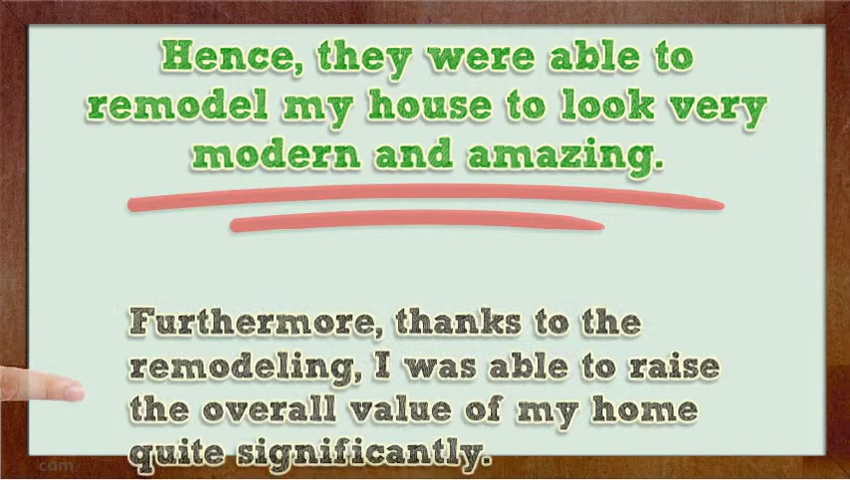 Hence, they were able to
remodel my house to look very
modern and amazing.
Furthermore, thanks to the
remodeling, I was able to raise
the overall value of my home
quite significantly.
com